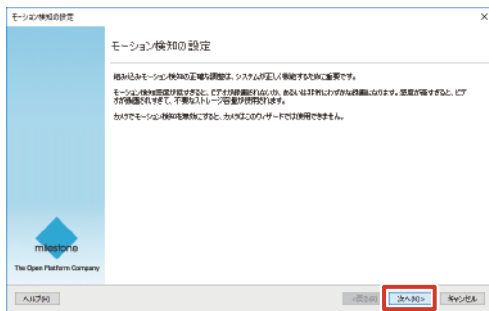 モーション検知の設定
モーション検知の設定
組み込みモーション検知の正確な調整は、システムが正しく機能するために重要です。
モーション検知感度が低すぎると、ビデオが録画されないか、あるいは非常にわずかな録画になります。感度が高すぎると、ビデ
オが録画されすぎて、不要なストレージ容量が使用されます。
カメラでモーション検知を無効にすると、カメラはこのウィザードでは使用できません。
milestone
The Open Platform Company
ヘルプ(H)
<戻る(B)
次へ(N)>
キャンセル